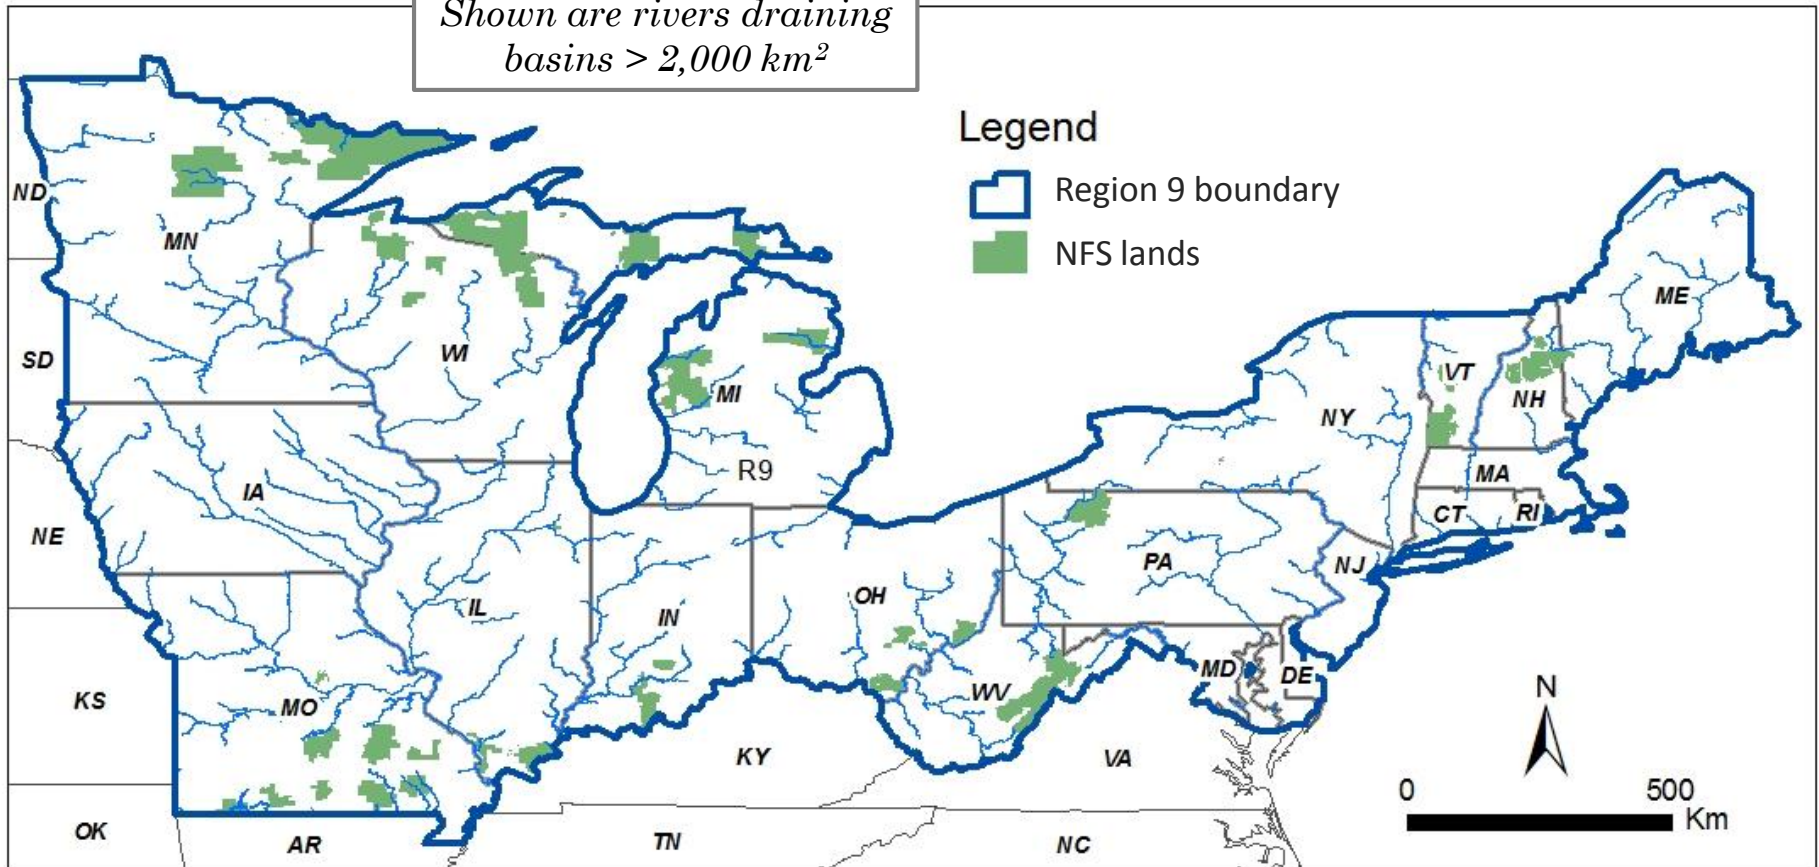 Shown are rivers draining
basins > 2,000 km²
Legend
Region 9 boundary
NFS lands
ND
MN
ME
SD
WI
MI
VT
NH
NY
R9
MA
IA
CT
RI
NE
PA
NJ
OH
IL
IN
MD
DE
WV
KS
MO
N
KY
VA
0
500
Km
OK
AR
TN
NC